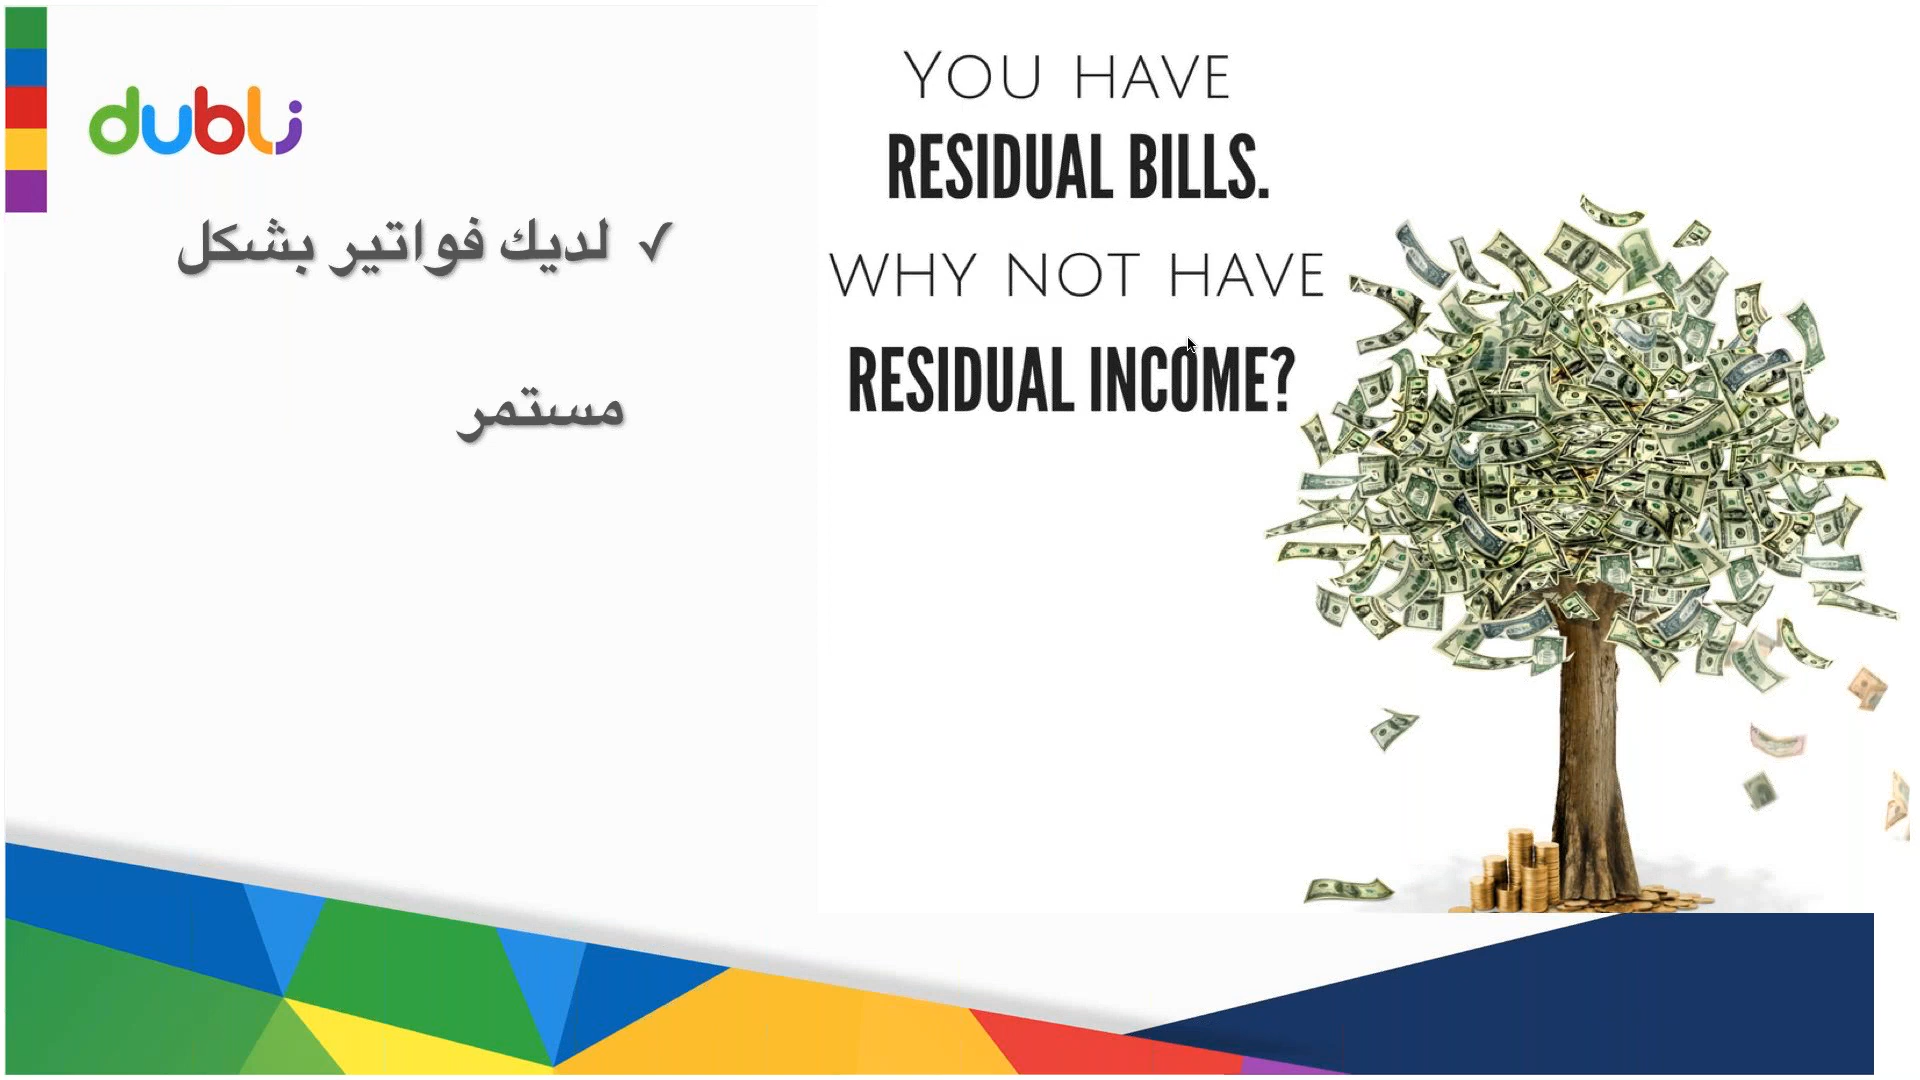 dubli
✓ لديك فواتير بشكل
مستمر
YOU HAVE
RESIDUAL BILLS.
WHY NOT HAVE
RESIDUAL INCOME?